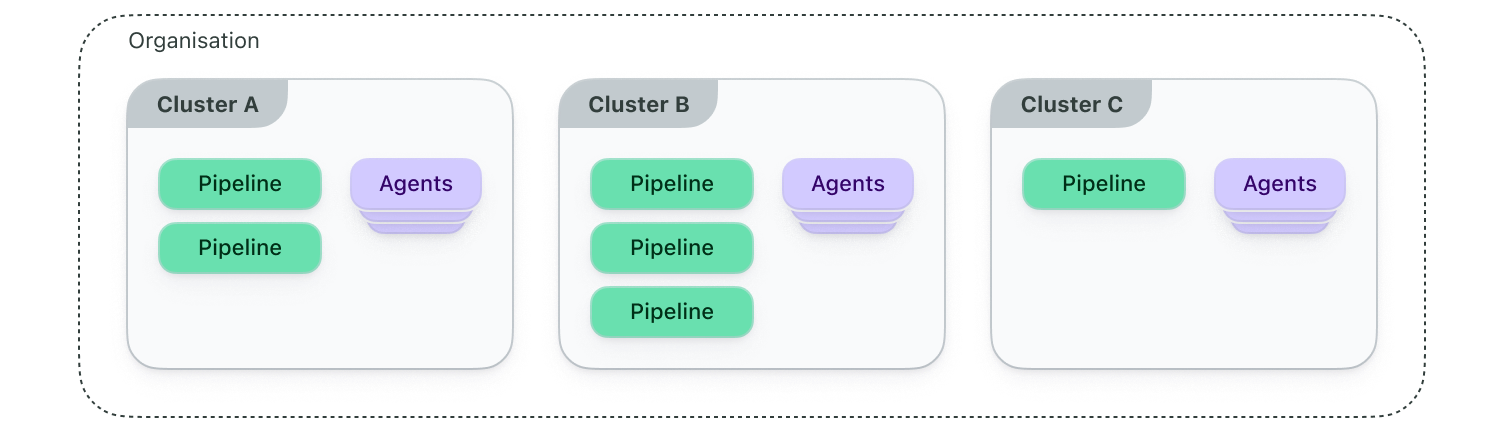 Organisation
Cluster A
Pipeline
Agents
Pipeline
Cluster B
Pipeline
Agents
Pipeline
Pipeline
Cluster C
Pipeline
Agents